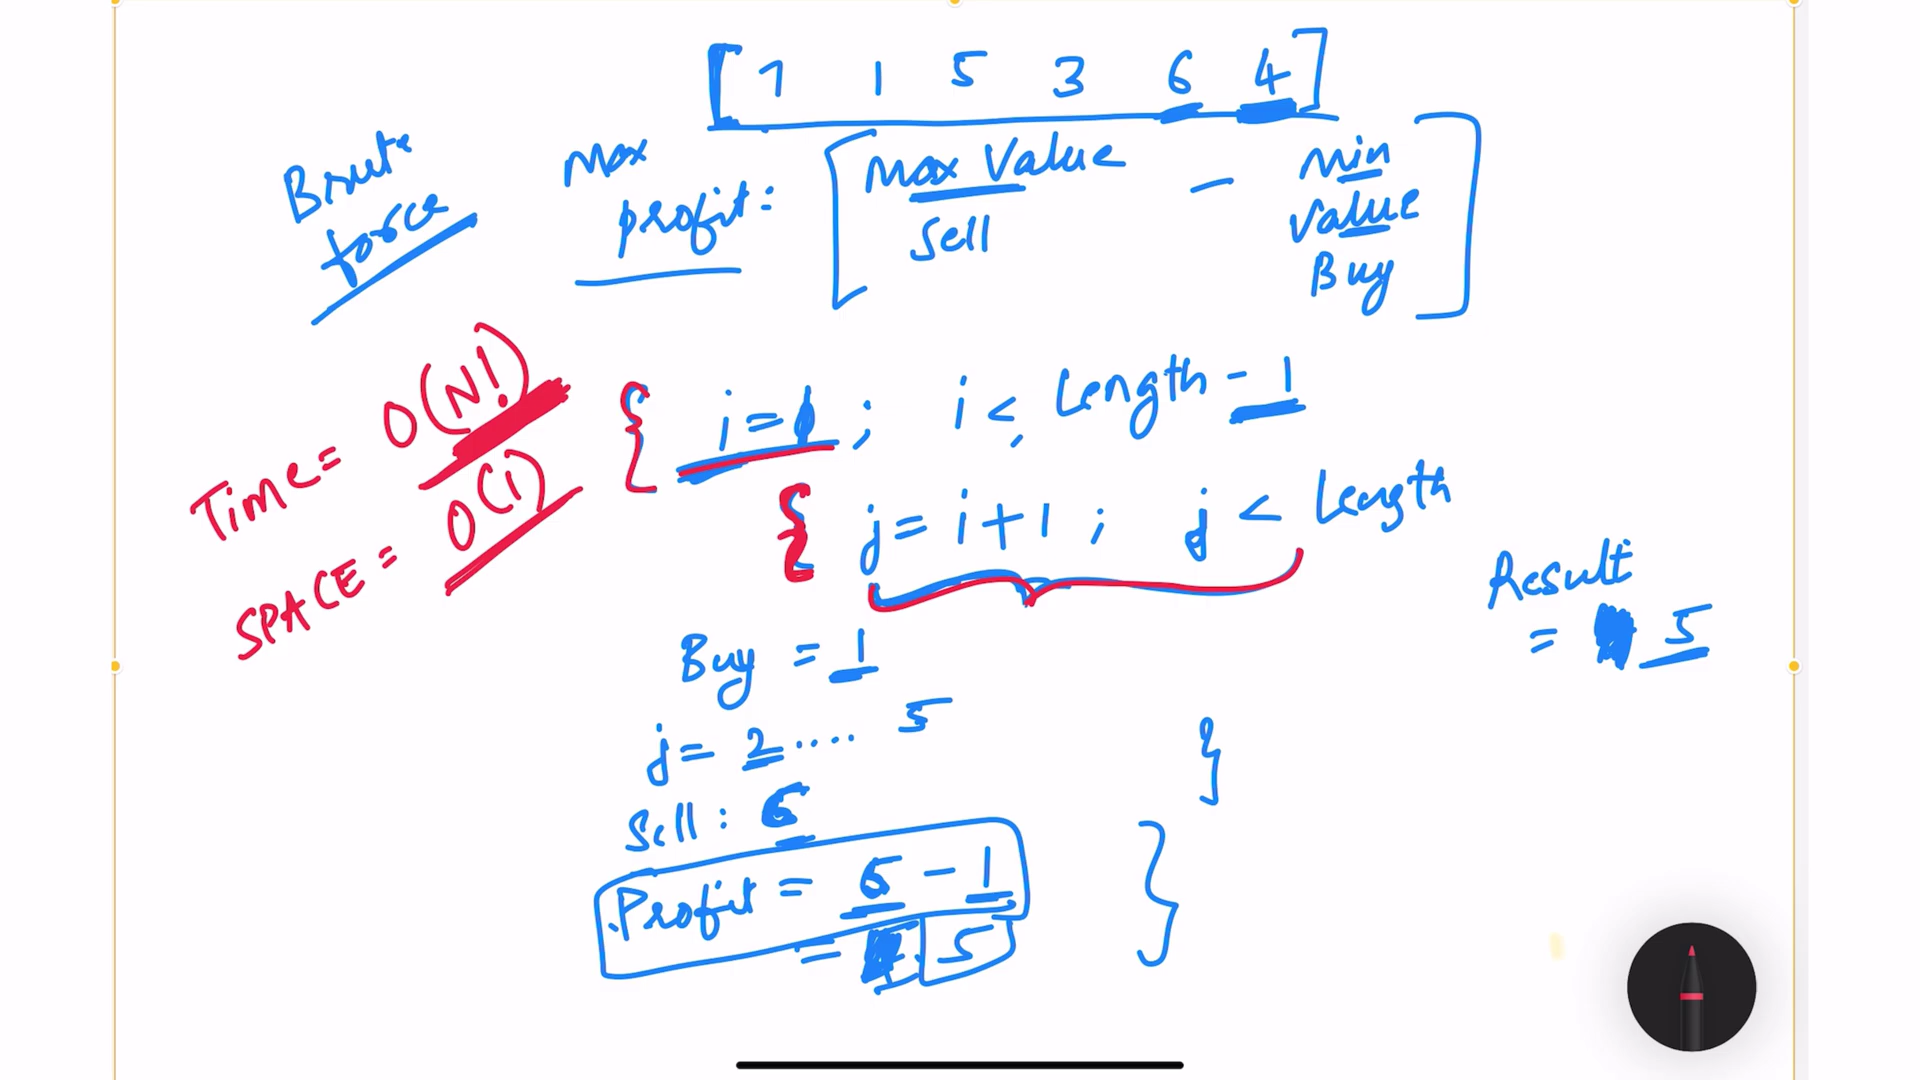 [ 7 1 5 3 6 4 ]
Brute
force
Max
profit:
[ Max Value
Sell
-
Min
Value
Buy ]
Time = O(N!)
SPACE = O(1)
{ i = ; i < Length - 1
{ j = i + 1 ; j < Length
Result
= 5
Buy = 1
j = 2 .... 5
Sell : 6
Profit = 6 - 1
= 5
}
}